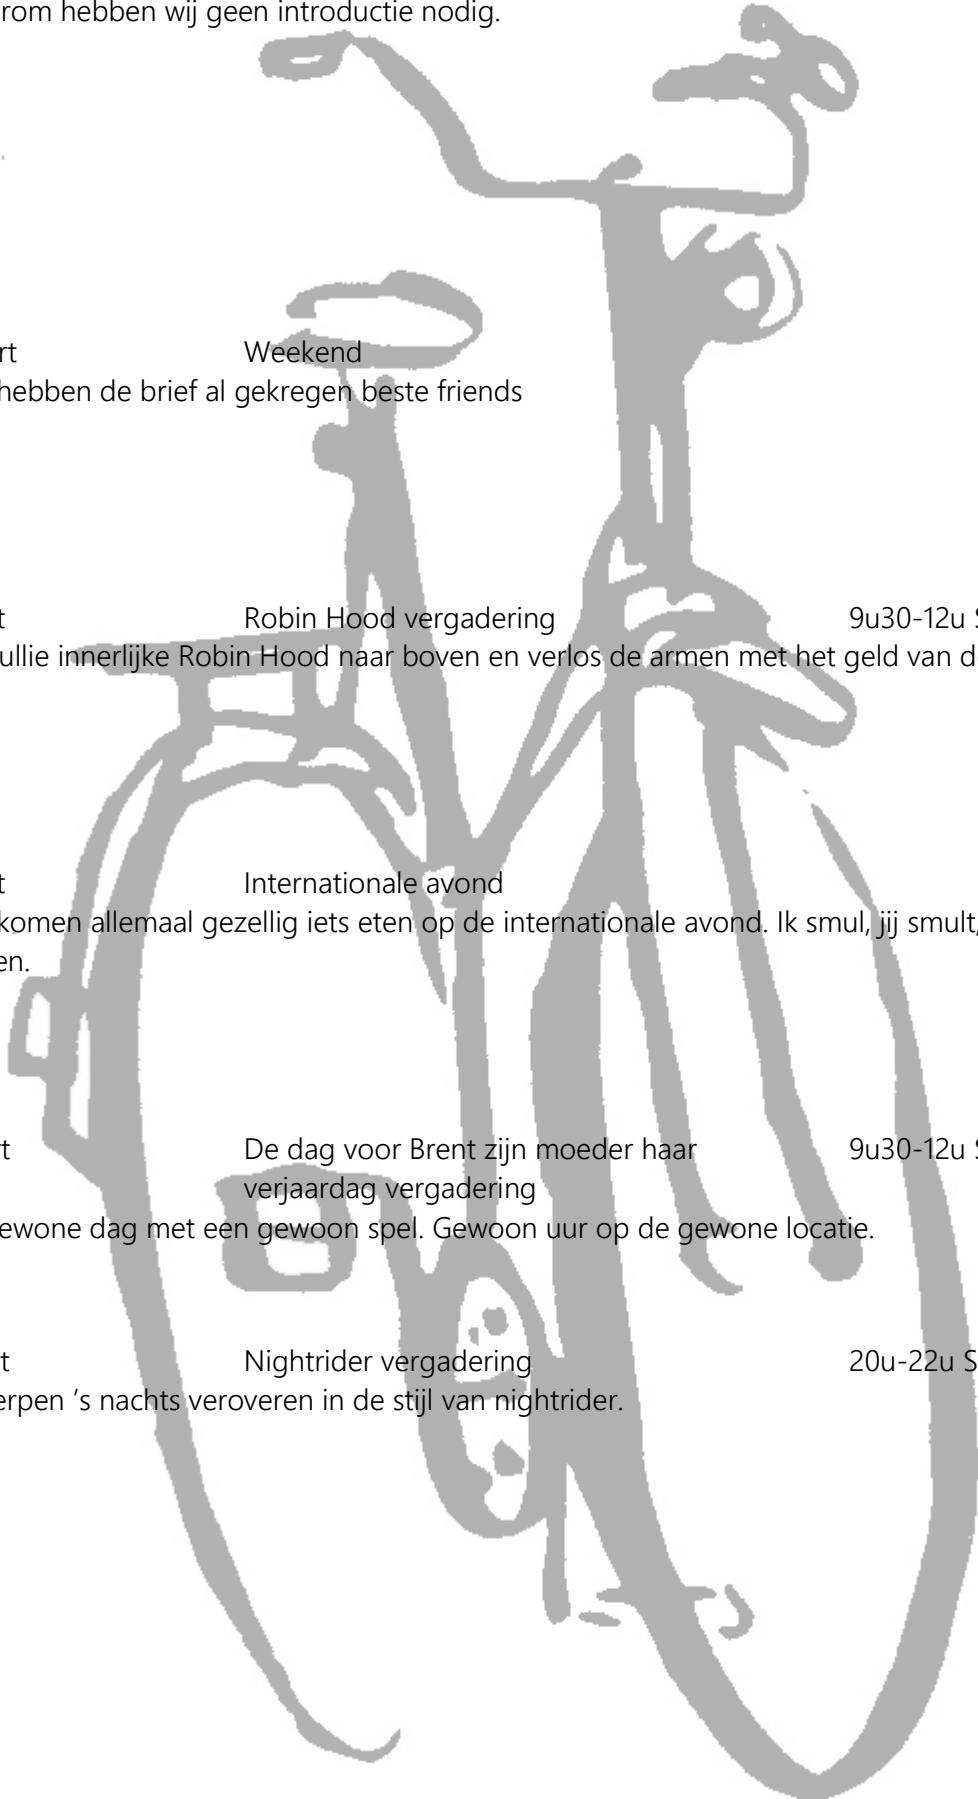 rom hebben wij geen introductie nodig.
rt Weekend
hebben de brief al gekregen beste friends
t Robin Hood vergadering 9u30-12u S
ullie innerlijke Robin Hood naar boven en verlos de armen met het geld van d
t Internationale avond
komen allemaal gezellig iets eten op de internationale avond. Ik smul, jij smult,
en.
rt De dag voor Brent zijn moeder haar 9u30-12u S
verjaardag vergadering
ewone dag met een gewoon spel. Gewoon uur op de gewone locatie.
t Nightrider vergadering 20u-22u S
erpen ’s nachts veroveren in de stijl van nightrider.